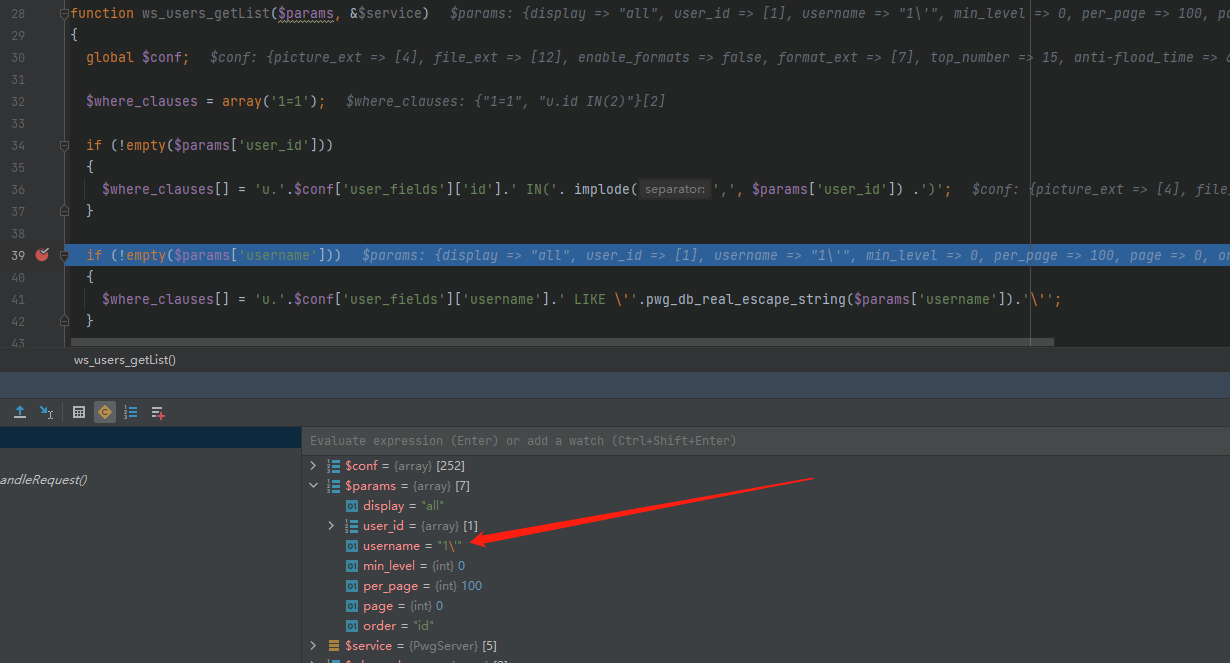 28 function ws_users_getList($params, &$service) $params: {display => "all", user_id => [1], username => "1\'", min_level => 0, per_page => 100,
29 {
30 global $conf; $conf: {picture_ext => [4], file_ext => [12], enable_formats => false, format_ext => [7], top_number => 15, anti-flood_time =>
31
32 $where_clauses = array('1=1'); $where_clauses: {"1=1", "u.id IN(2)"}[2]
33
34 if (!empty($params['user_id']))
35 {
36 $where_clauses[] = 'u.'.$conf['user_fields']['id'].' IN('. implode( separator: ',', $params['user_id']) .')'; $conf: {picture_ext => [4], file_
37 }
38
39 if (!empty($params['username'])) $params: {display => "all", user_id => [1], username => "1\'", min_level => 0, per_page => 100, page => 0, or
40 {
41 $where_clauses[] = 'u.'.$conf['user_fields']['username'].' LIKE \''.pwg_db_real_escape_string($params['username']).'\'';
42 }
43
ws_users_getList()
Evaluate expression (Enter) or add a watch (Ctrl+Shift+Enter)
$conf = {array} [252]
andleRequest()
$params = {array} [7]
display = "all"
user_id = {array} [1]
username = "1\'"
min_level = {int} 0
per_page = {int} 100
page = {int} 0
order = "id"
$service = {PwgServer} [5]